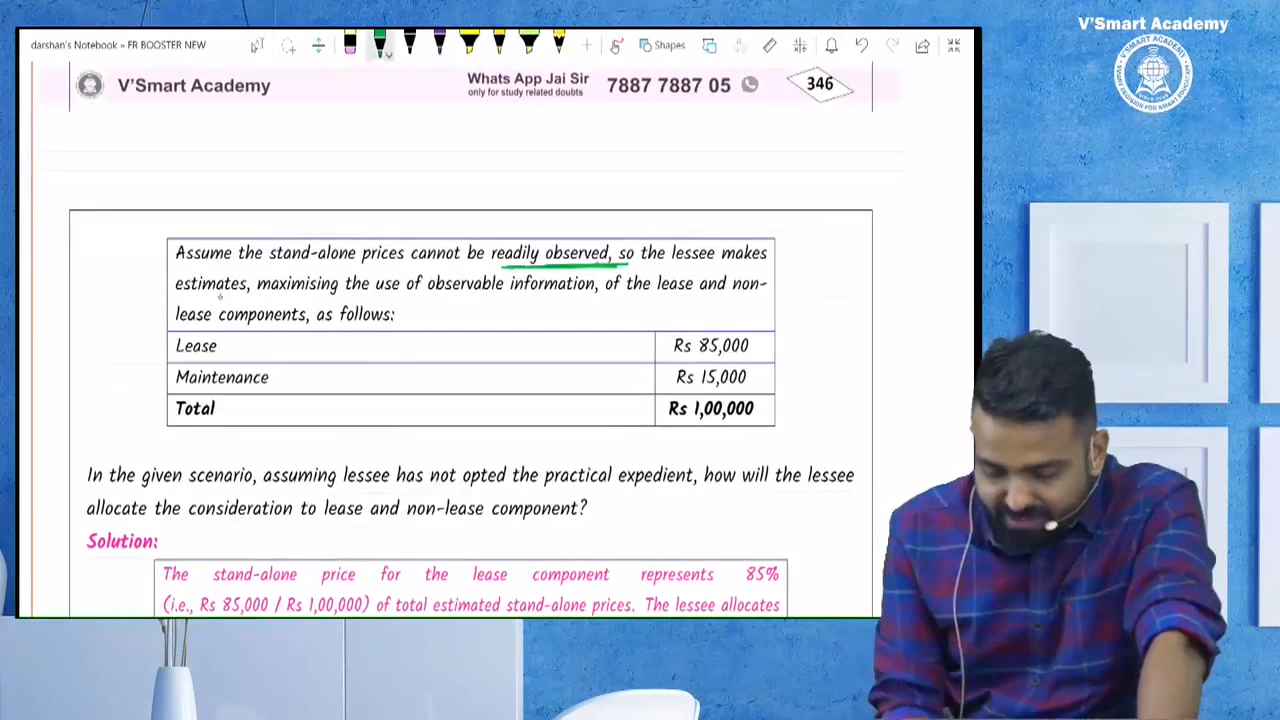 V'Smart Academy
darshan's Notebook » FR BOOSTER NEW
Shapes
V'Smart Academy
Whats App Jai Sir
only for study related doubts
7887 7887 05
346
Assume the stand-alone prices cannot be readily observed, so the lessee makes
estimates, maximising the use of observable information, of the lease and non-
lease components, as follows:
Lease Rs 85,000
Maintenance Rs 15,000
Total Rs 1,00,000
In the given scenario, assuming lessee has not opted the practical expedient, how will the lessee
allocate the consideration to lease and non-lease component?
Solution:
The stand-alone price for the lease component represents 85%
(i.e., Rs 85,000 / Rs 1,00,000) of total estimated stand-alone prices. The lessee allocates